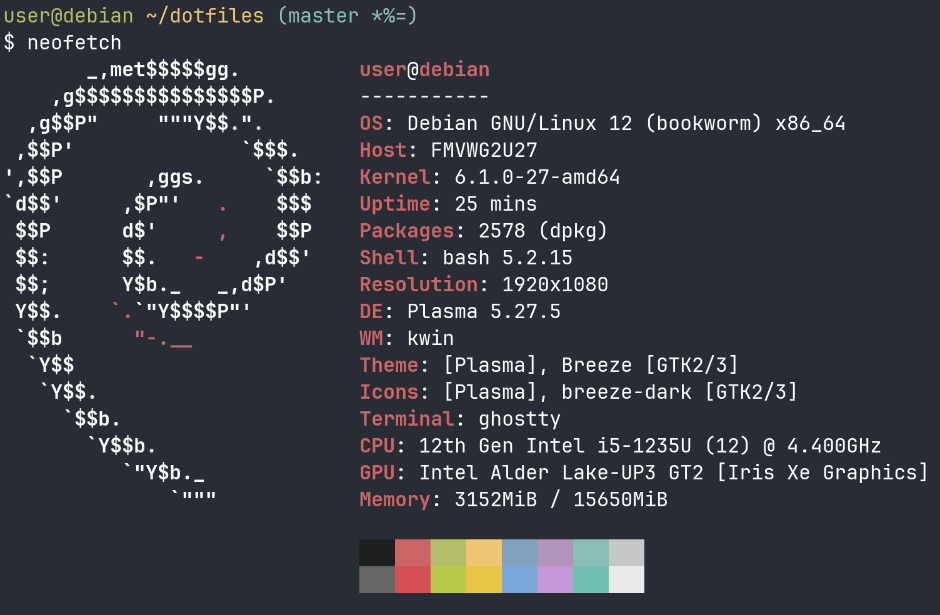 user@debian ~/dotfiles (master *%=)
$ neofetch
       _,met$$$$$gg.          user@debian
    ,g$$$$$$$$$$$$$$$P.       -----------
  ,g$$P"     """Y$$.".        OS: Debian GNU/Linux 12 (bookworm) x86_64
 ,$$P'              `$$$.     Host: FMVWG2U27
',$$P       ,ggs.     `$$b:   Kernel: 6.1.0-27-amd64
`d$$'     ,$P"'   .    $$$    Uptime: 25 mins
 $$P      d$'     ,    $$P    Packages: 2578 (dpkg)
 $$:      $$.   -    ,d$$'    Shell: bash 5.2.15
 $$;      Y$b._   _,d$P'      Resolution: 1920x1080
 Y$$.    `.`"Y$$$$P"'         DE: Plasma 5.27.5
 `$$b      "-.__              WM: kwin
  `Y$$                        Theme: [Plasma], Breeze [GTK2/3]
   `Y$$.                      Icons: [Plasma], breeze-dark [GTK2/3]
     `$$b.                    Terminal: ghostty
       `Y$$b.                 CPU: 12th Gen Intel i5-1235U (12) @ 4.400GHz
          `"Y$b._             GPU: Intel Alder Lake-UP3 GT2 [Iris Xe Graphics]
              `"""            Memory: 3152MiB / 15650MiB